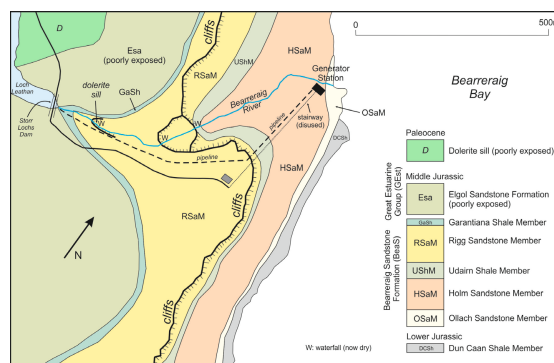 0
500m
Bearreraig
Bay
D
Esa
(poorly exposed)
cliffs
RSaM
UShM
HSaM
Generator
Station
Loch
Leathan
dolerite
sill
GaSh
Bearreraig
River
Storr
Lochs
Dam
W
W
W
pipeline
pipeline
stairway
(disused)
OSaM
DCSh
HSaM
RSaM
cliffs
cliffs
N
W: waterfall (now dry)
Paleocene
D
Dolerite sill (poorly exposed)
Middle Jurassic
Great Estuarine
Group (GEst)
Esa
Elgol Sandstone Formation
(poorly exposed)
Bearreraig Sandstone
Formation (BeaS)
GaSh
Garantiana Shale Member
RSaM
Rigg Sandstone Member
UShM
Udairn Shale Member
HSaM
Holm Sandstone Member
OSaM
Ollach Sandstone Member
Lower Jurassic
DCSh
Dun Caan Shale Member